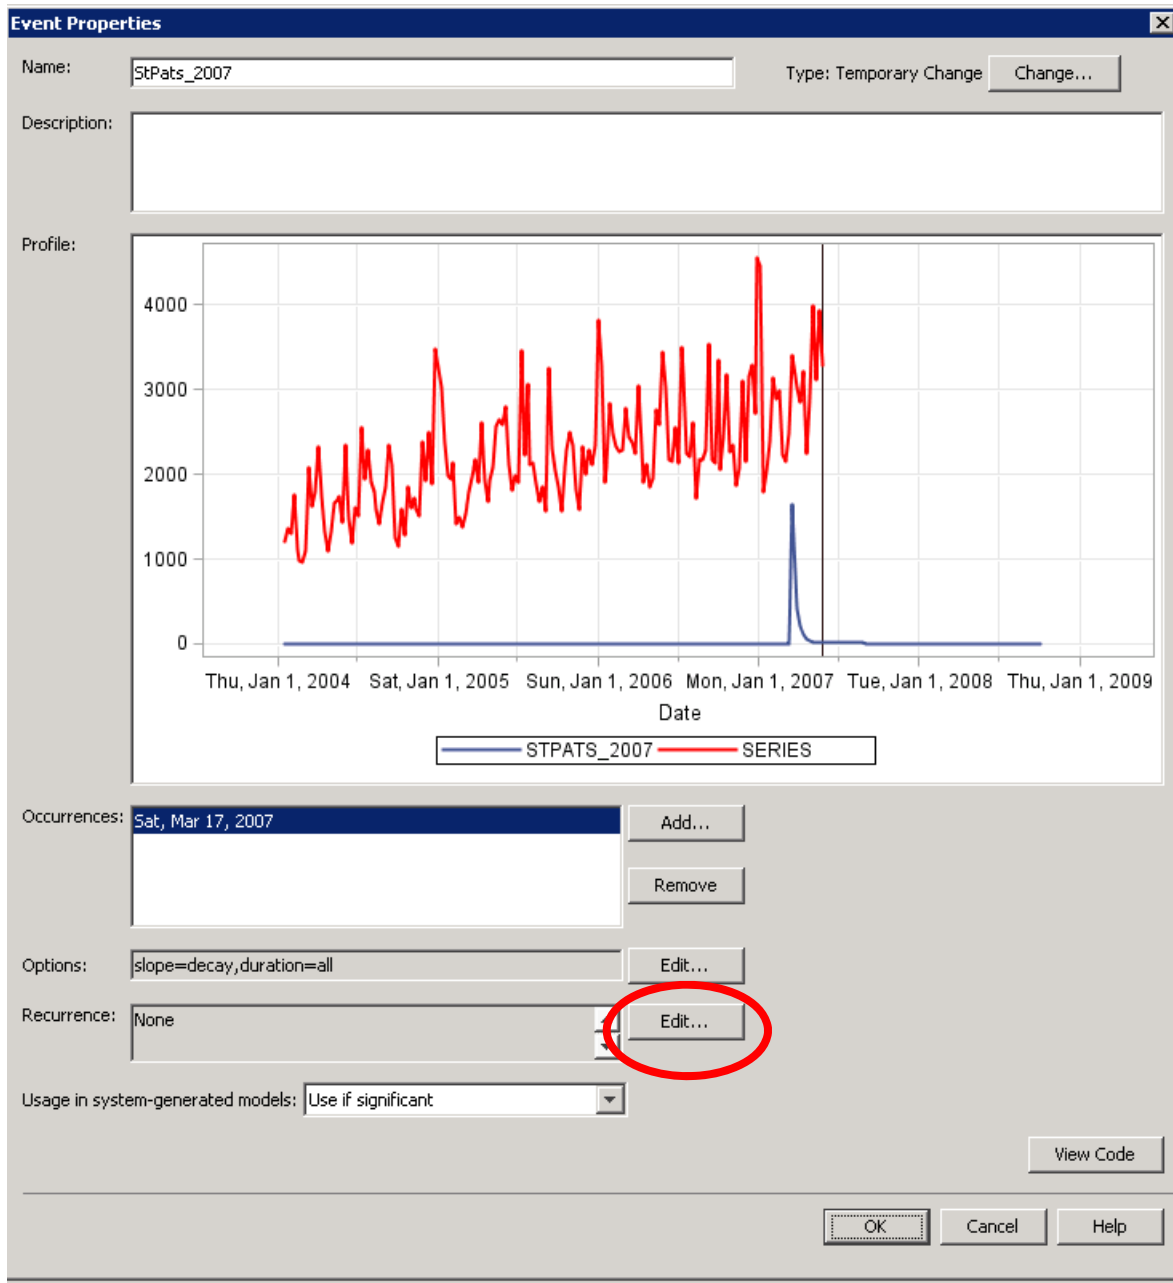 Event Properties
Name: StPats_2007 Type: Temporary Change Change...
Description:
Profile:
4000
3000
2000
1000
0
Thu, Jan 1, 2004 Sat, Jan 1, 2005 Sun, Jan 1, 2006 Mon, Jan 1, 2007 Tue, Jan 1, 2008 Thu, Jan 1, 2009
Date
STPATS_2007 SERIES
Occurrences: Sat, Mar 17, 2007 Add...
Remove
Options: slope=decay,duration=all Edit...
Recurrence: None Edit...
Usage in system-generated models: Use if significant
View Code
OK Cancel Help